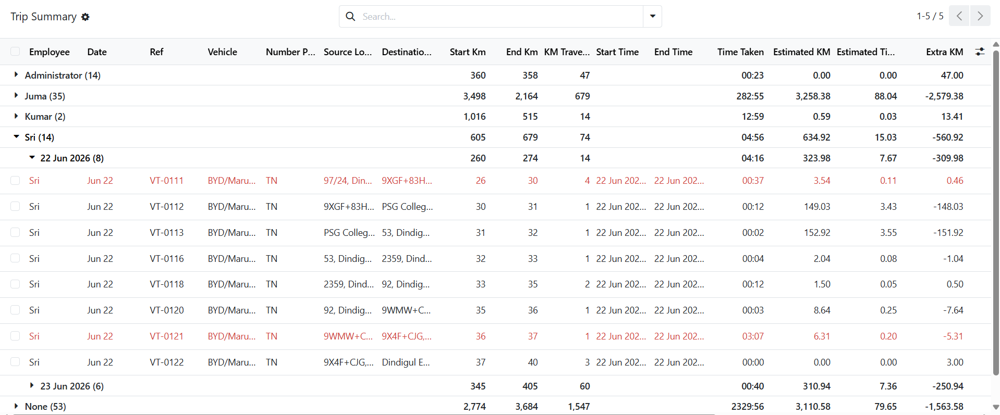 Trip Summary Search... 1-5 / 5
Employee Date Ref Vehicle Number P... Source Lo... Destinatio... Start Km End Km KM Trave... Start Time End Time Time Taken Estimated KM Estimated Ti... Extra KM
Administrator (14) 360 358 47 00:23 0.00 0.00 47.00
Juma (35) 3,498 2,164 679 282:55 3,258.38 88.04 -2,579.38
Kumar (2) 1,016 515 14 12:59 0.59 0.03 13.41
Sri (14) 605 679 74 04:56 634.92 15.03 -560.92
22 Jun 2026 (8) 260 274 14 04:16 323.98 7.67 -309.98
Sri Jun 22 VT-0111 BYD/Maru... TN 97/24, Din... 9XGF+83H... 26 30 4 22 Jun 202... 22 Jun 202... 00:37 3.54 0.11 0.46
Sri Jun 22 VT-0112 BYD/Maru... TN 9XGF+83H... PSG Colleg... 30 31 1 22 Jun 202... 22 Jun 202... 00:12 149.03 3.43 -148.03
Sri Jun 22 VT-0113 BYD/Maru... TN PSG Colleg... 53, Dindig... 31 32 1 22 Jun 202... 22 Jun 202... 00:02 152.92 3.55 -151.92
Sri Jun 22 VT-0116 BYD/Maru... TN 53, Dindig... 2359, Dind... 32 33 1 22 Jun 202... 22 Jun 202... 00:04 2.04 0.08 -1.04
Sri Jun 22 VT-0118 BYD/Maru... TN 2359, Dind... 92, Dindig... 33 35 2 22 Jun 202... 22 Jun 202... 00:12 1.50 0.05 0.50
Sri Jun 22 VT-0120 BYD/Maru... TN 92, Dindig... 9WMW+C... 35 36 1 22 Jun 202... 22 Jun 202... 00:03 8.64 0.25 -7.64
Sri Jun 22 VT-0121 BYD/Maru... TN 9WMW+C... 9X4F+CJG,... 36 37 1 22 Jun 202... 22 Jun 202... 03:07 6.31 0.20 -5.31
Sri Jun 22 VT-0122 BYD/Maru... TN 9X4F+CJG,... Dindigul E... 37 40 3 22 Jun 202... 22 Jun 202... 00:00 0.00 0.00 3.00
23 Jun 2026 (6) 345 405 60 00:40 310.94 7.36 -250.94
None (53) 2,774 3,684 1,547 2329:56 3,110.58 79.65 -1,563.58